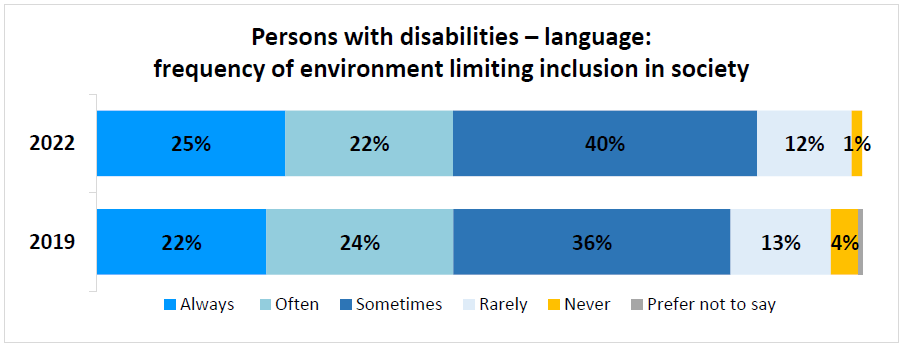 Persons with disabilities – language:
frequency of environment limiting inclusion in society
2022
25% 22% 40% 12% 1%
2019
22% 24% 36% 13% 4%
Always Often Sometimes Rarely Never Prefer not to say